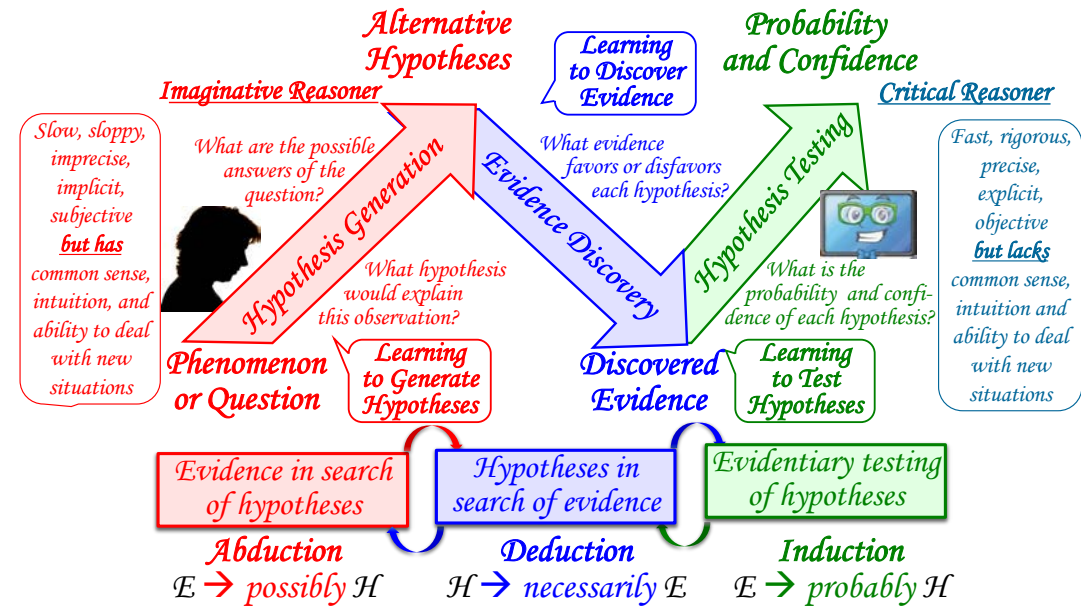 Alternative
Hypotheses
Probability
and Confidence
Learning
to Discover
Evidence
Imaginative Reasoner
Critical Reasoner
Slow, sloppy,
imprecise,
implicit,
subjective
but has
common sense,
intuition, and
ability to deal
with new
situations
What are the possible
answers of the
question?
Hypothesis Generation
What hypothesis
would explain
this observation?
What evidence
favors or disfavors
each hypothesis?
Evidence Discovery
Hypothesis Testing
What is the
probability and confi-
dence of each hypothesis?
Fast, rigorous,
precise,
explicit,
objective
but lacks
common sense,
intuition and
ability to deal
with new
situations
Phenomenon
or Question
Learning
to Generate
Hypotheses
Discovered
Evidence
Learning
to Test
Hypotheses
Evidence in search
of hypotheses
Hypotheses in
search of evidence
Evidentiary testing
of hypotheses
Abduction
E → possibly H
Deduction
H → necessarily E
Induction
E → probably H